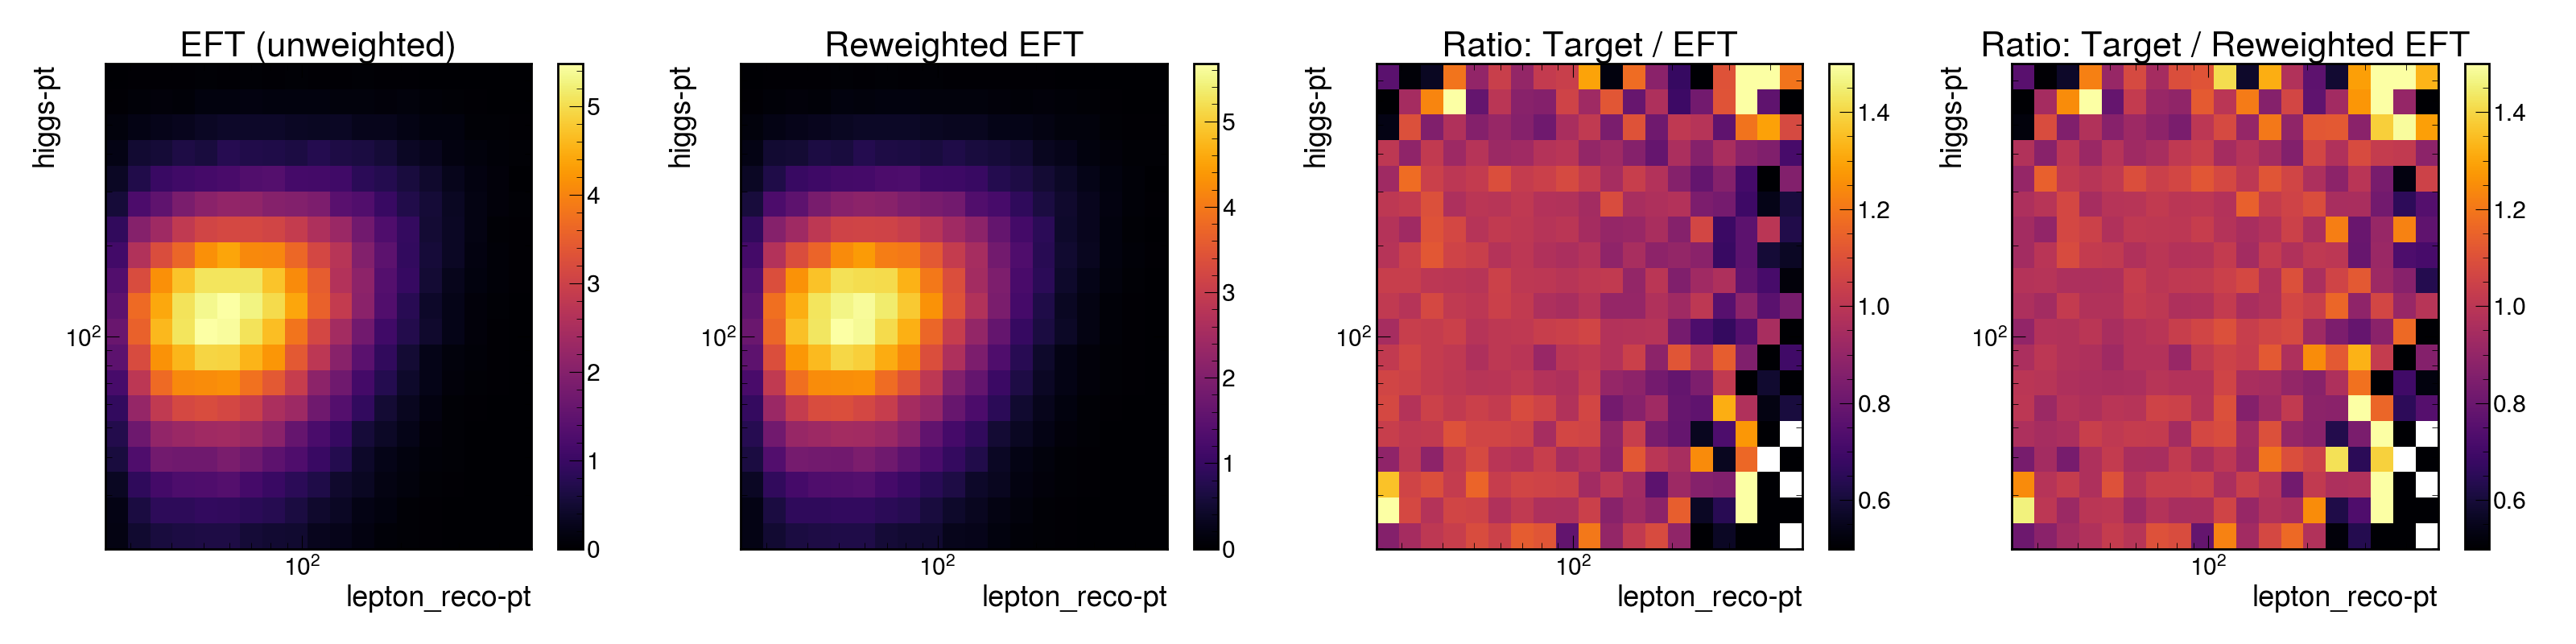 EFT (unweighted)
higgs-pt
10²
10²
lepton_reco-pt
5
4
3
2
1
0
Reweighted EFT
higgs-pt
10²
10²
lepton_reco-pt
5
4
3
2
1
0
Ratio: Target / EFT
higgs-pt
10²
10²
lepton_reco-pt
1.4
1.2
1.0
0.8
0.6
Ratio: Target / Reweighted EFT
higgs-pt
10²
10²
lepton_reco-pt
1.4
1.2
1.0
0.8
0.6